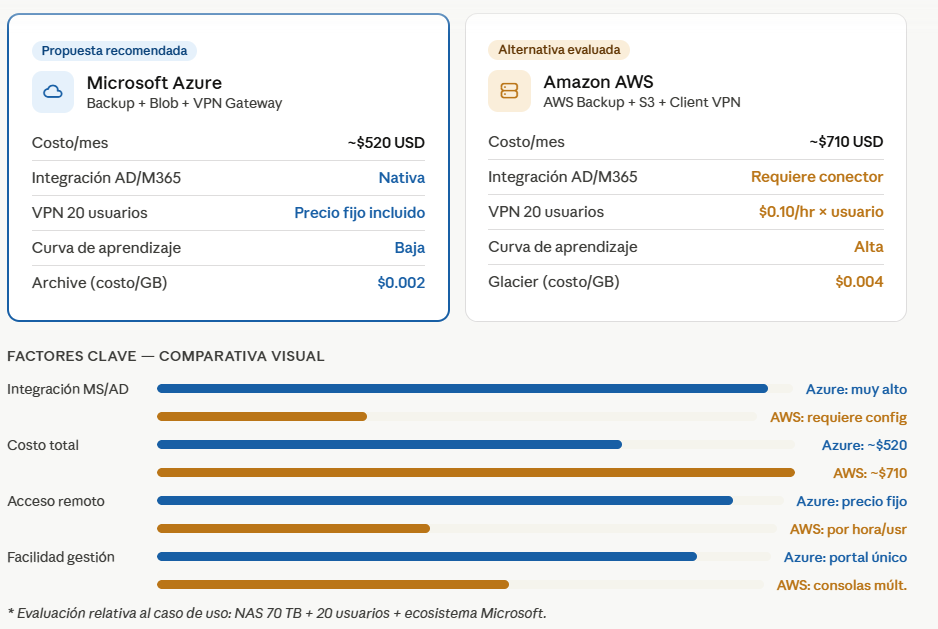 Propuesta recomendada
Microsoft Azure
Backup + Blob + VPN Gateway
Costo/mes ~$520 USD
Integración AD/M365 Nativa
VPN 20 usuarios Precio fijo incluido
Curva de aprendizaje Baja
Archive (costo/GB) $0.002
Alternativa evaluada
Amazon AWS
AWS Backup + S3 + Client VPN
Costo/mes ~$710 USD
Integración AD/M365 Requiere conector
VPN 20 usuarios $0.10/hr × usuario
Curva de aprendizaje Alta
Glacier (costo/GB) $0.004
FACTORES CLAVE — COMPARATIVA VISUAL
Integración MS/AD Azure: muy alto
AWS: requiere config
Costo total Azure: ~$520
AWS: ~$710
Acceso remoto Azure: precio fijo
AWS: por hora/usr
Facilidad gestión Azure: portal único
AWS: consolas múlt.
* Evaluación relativa al caso de uso: NAS 70 TB + 20 usuarios + ecosistema Microsoft.